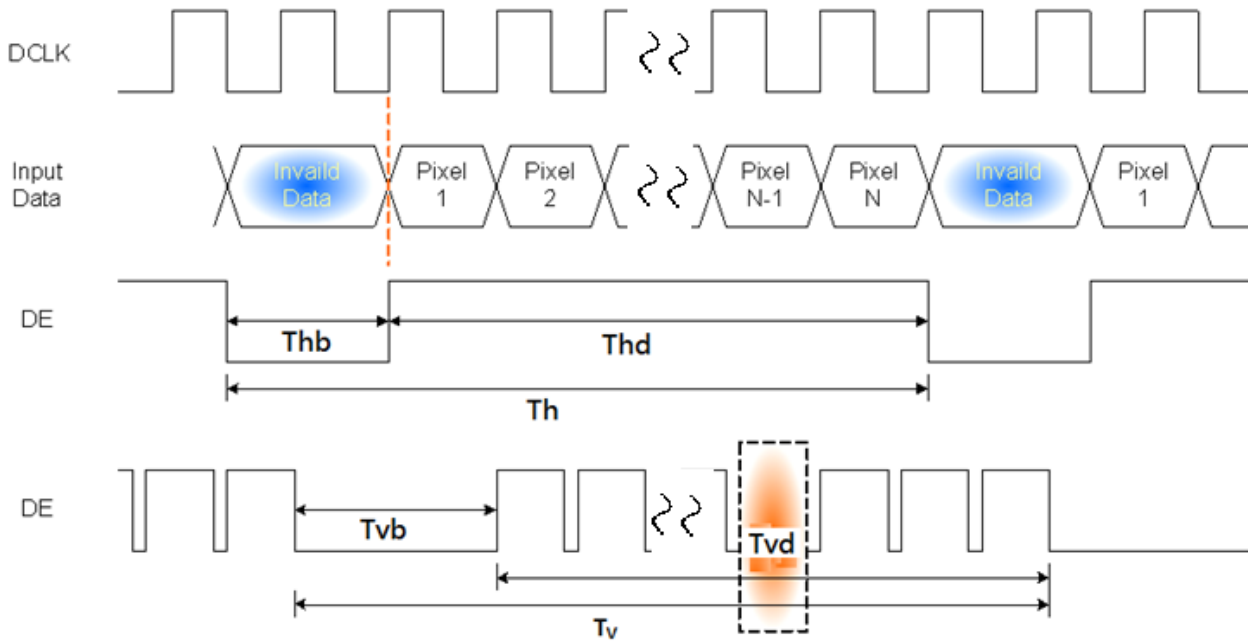 DCLK
Input
Data
Invaild
Data
Pixel
1
Pixel
2
Pixel
N-1
Pixel
N
Invaild
Data
Pixel
1
DE
Thb
Thd
Th
DE
Tvb
Tvd
Tv